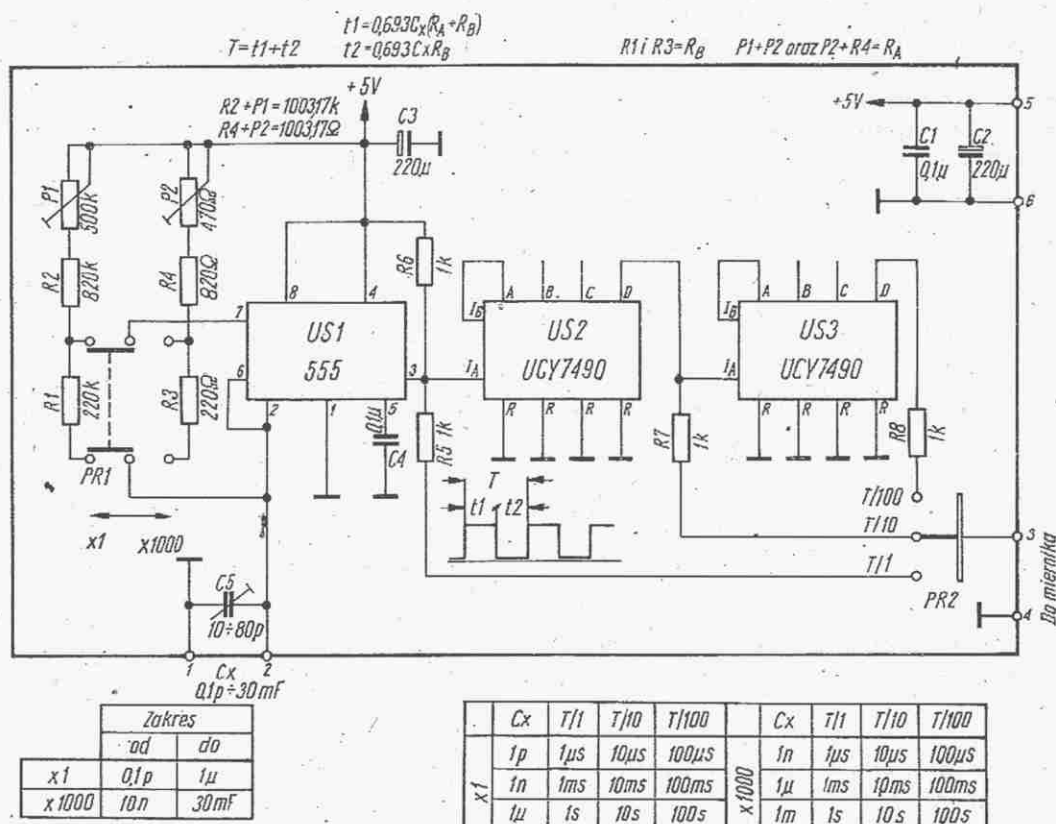 T=t1+t2
t1=0,693Cx(RA+RB)
t2=0,693CxRB
R1 i R3=RB
P1+P2 oraz P2+R4=RA
R2+P1=1003,17k
R4+P2=1003,17Ω
+5V
C3
220µ
+5V
5
C1
0,1µ
C2
220µ
6
P1
500k
P2
470Ω
R2
820k
R4
820Ω
R6
1k
8
4
7
US1
555
6
3
2
1
5
A
B
C
D
IB
US2
IA
UCY7490
R
R
R
R
A
B
C
D
IB
US3
IA
UCY7490
R
R
R
R
R1
220k
R3
220Ω
0,1µ
C4
R5
1k
R7
1k
R8
1k
PR1
x1
x1000
T
t1
t2
T/100
T/10
T/1
3
PR2
4
Do miernika
C5
10÷80p
1
Cx
2
0,1p÷30mF
Zakres
od
do
x1
0,1p
1µ
x1000
10n
30mF
x1
Cx
T/1
T/10
T/100
1p
1µs
10µs
100µs
1n
1ms
10ms
100ms
1µ
1s
10s
100s
x1000
Cx
T/1
T/10
T/100
1n
1µs
10µs
100µs
1µ
1ms
10ms
100ms
1m
1s
10s
100s